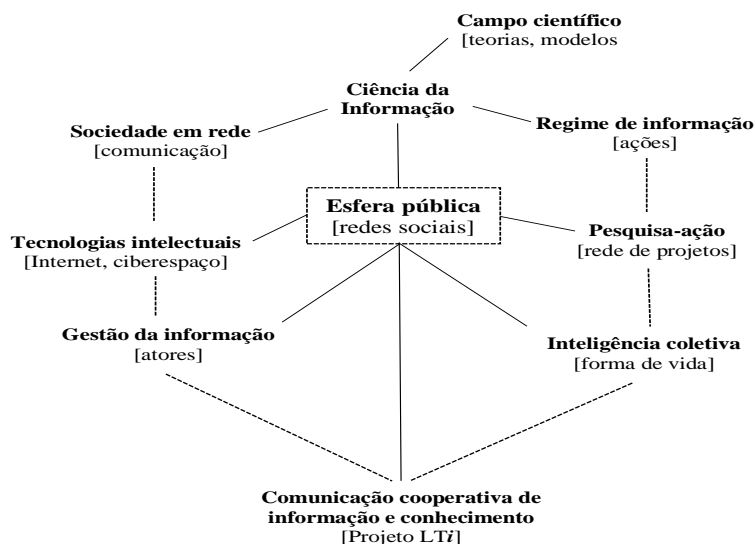 Campo científico
[teorias, modelos
Ciência da
Informação
Sociedade em rede
[comunicação]
Regime de informação
[ações]
Esfera pública
[redes sociais]
Tecnologias intelectuais
[Internet, ciberespaço]
Pesquisa-ação
[rede de projetos]
Gestão da informação
[atores]
Inteligência coletiva
[forma de vida]
Comunicação cooperativa de
informação e conhecimento
[Projeto LTi]